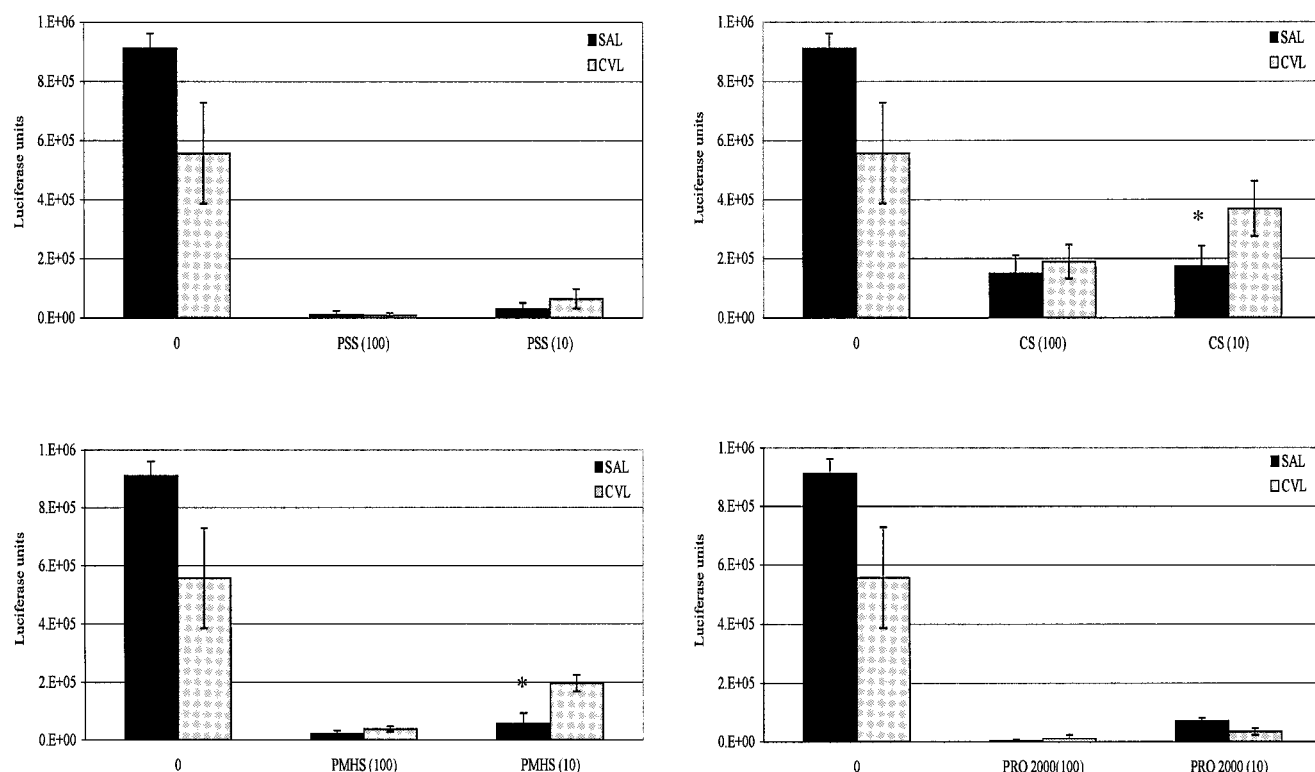 1.E+06
8.E+05
6.E+05
4.E+05
2.E+05
0.E+00
Luciferase units
SAL
CVL
0
PSS (100)
PSS (10)
1.E+06
8.E+05
6.E+05
4.E+05
2.E+05
0.E+00
Luciferase units
SAL
CVL
*
0
CS (100)
CS (10)
1.E+06
8.E+05
6.E+05
4.E+05
2.E+05
0.E+00
Luciferase units
SAL
CVL
*
0
PMHS (100)
PMHS (10)
1.E+06
8.E+05
6.E+05
4.E+05
2.E+05
0.E+00
Luciferase units
SAL
CVL
0
PRO 2000(100)
PRO 2000 (10)